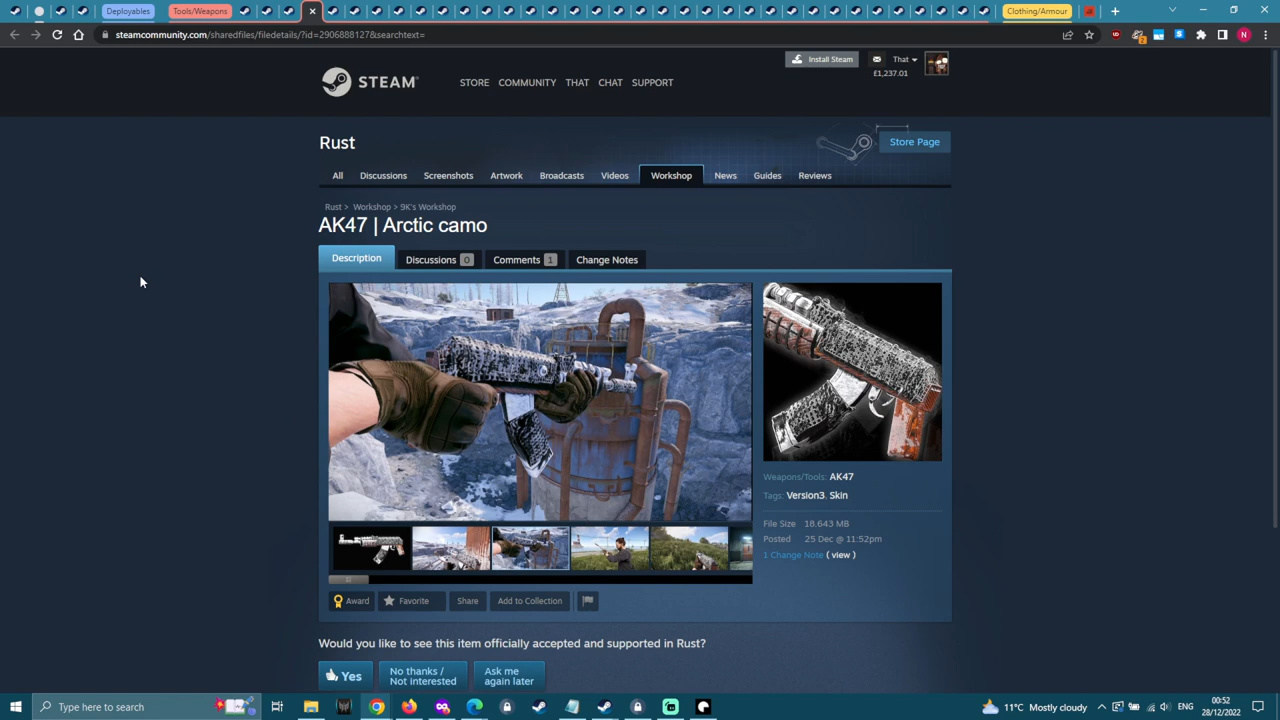 Deployables
Tools/Weapons
Clothing/Armour
steamcommunity.com/sharedfiles/filedetails/?id=2906888127&searchtext=
N
Install Steam
That
£1,237.01
STEAM
STORE COMMUNITY THAT CHAT SUPPORT
Rust
Store Page
All Discussions Screenshots Artwork Broadcasts Videos Workshop News Guides Reviews
Rust > Workshop > 9K's Workshop
AK47 | Arctic camo
Description Discussions 0 Comments 1 Change Notes
Weapons/Tools: AK47
Tags: Version3, Skin
File Size 18.643 MB
Posted 25 Dec @ 11:52pm
1 Change Note ( view )
Award Favorite Share Add to Collection
Would you like to see this item officially accepted and supported in Rust?
Yes
No thanks /
Not interested
Ask me
again later
Type here to search
11°C Mostly cloudy
ENG
00:52
28/12/2022